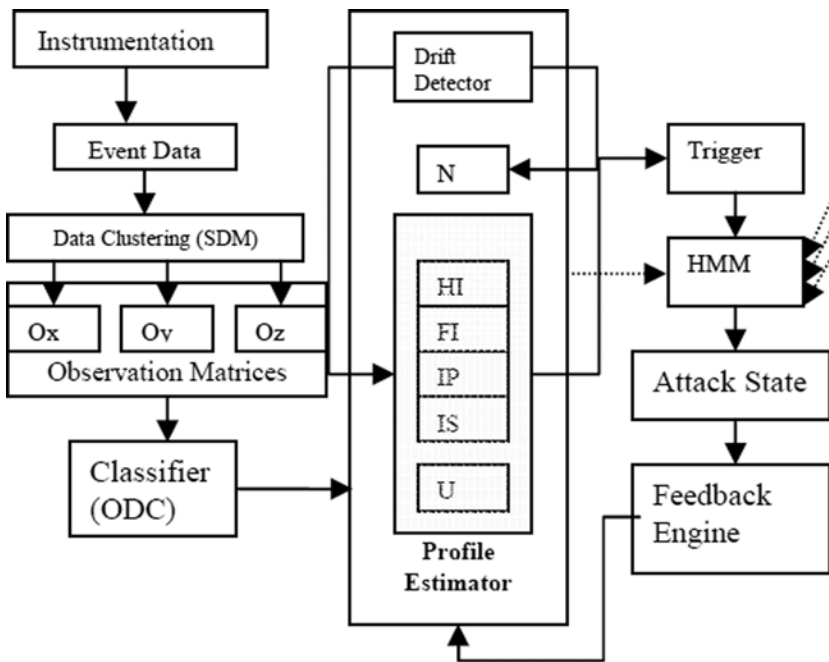 Instrumentation
Event Data
Data Clustering (SDM)
Ox
Ov
Oz
Observation Matrices
Classifier
(ODC)
Drift
Detector
N
HI
FI
IP
IS
U
Profile
Estimator
Trigger
HMM
Attack State
Feedback
Engine